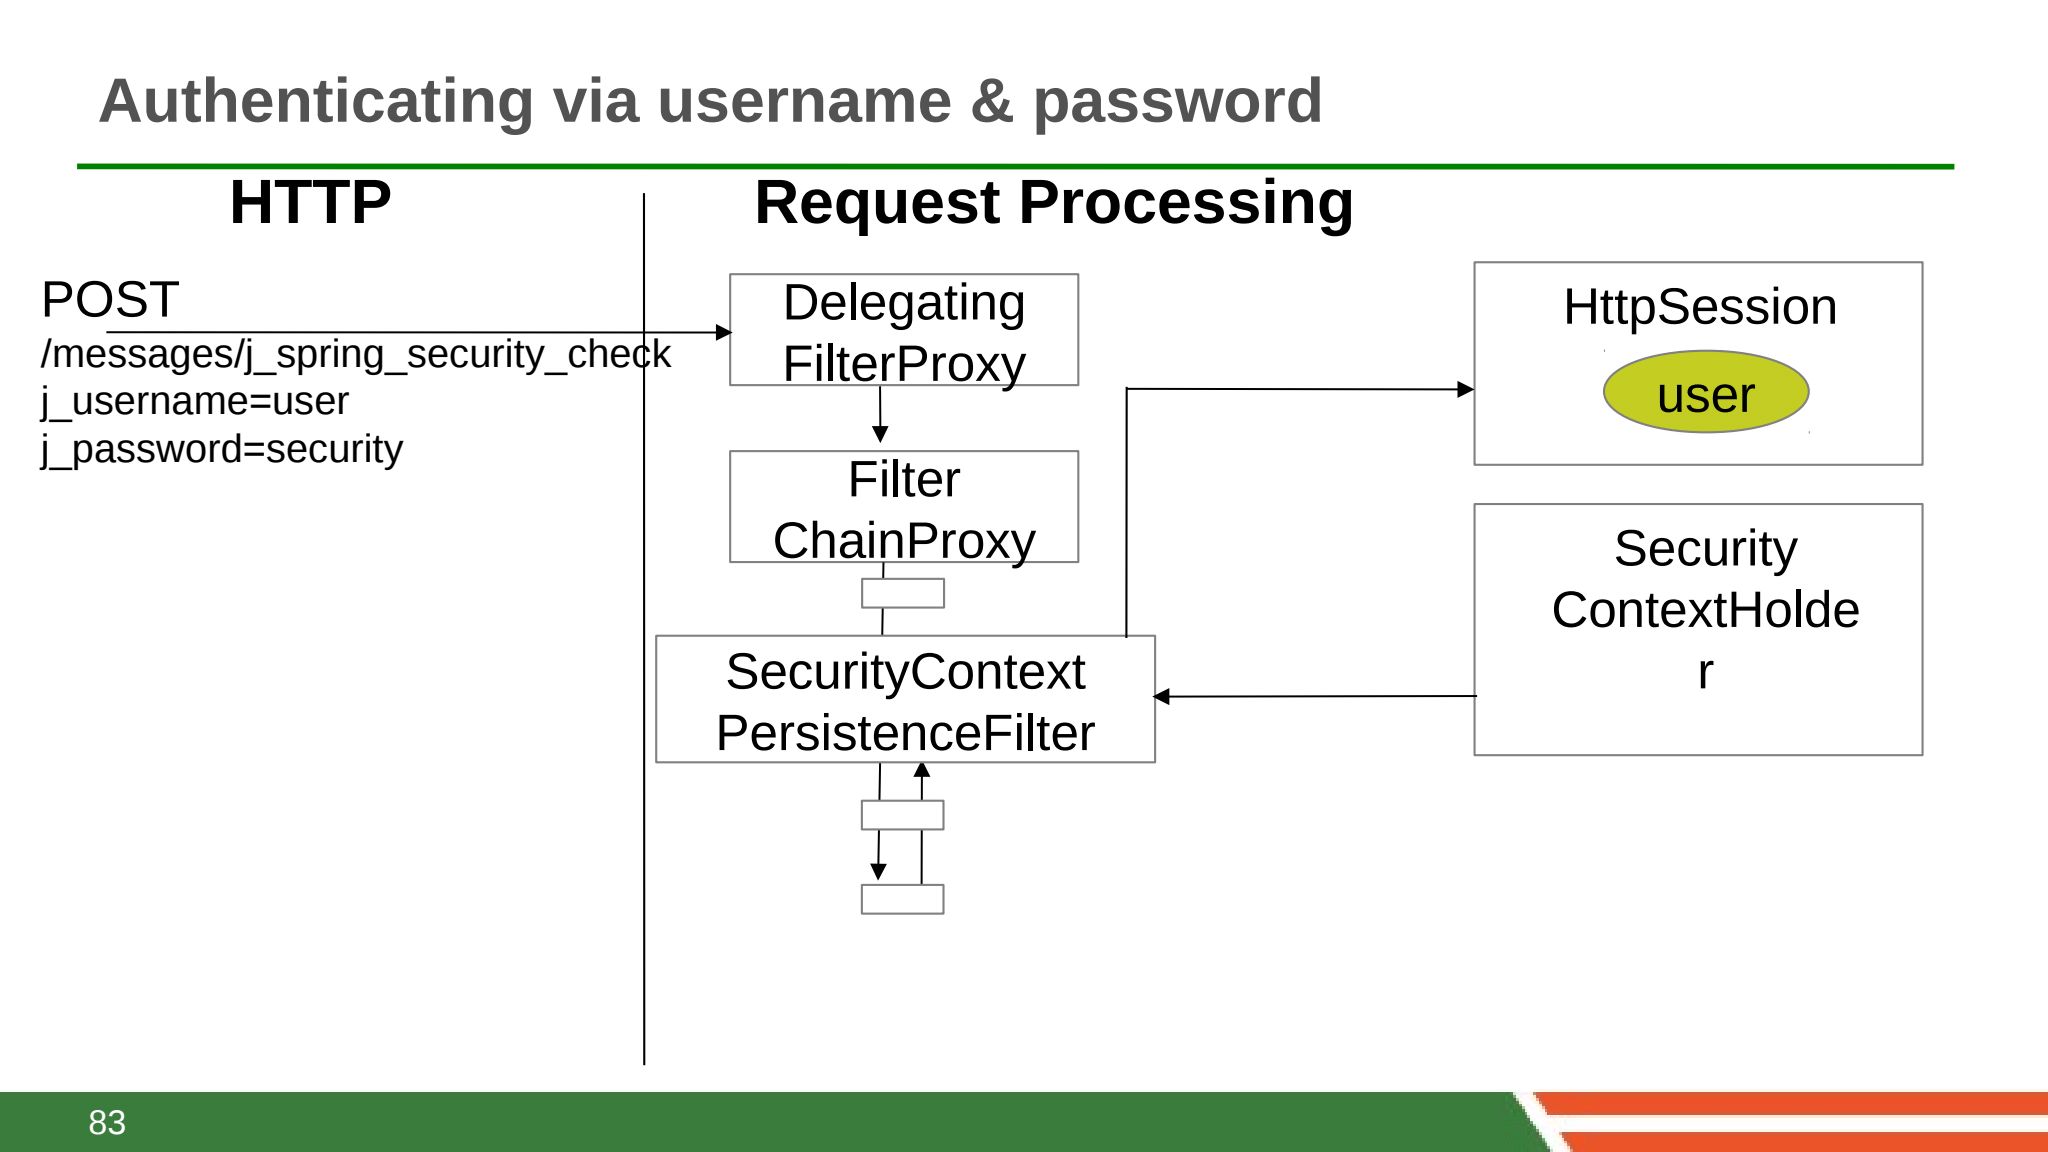 Authenticating via username & password
HTTP
Request Processing
POST
/messages/j_spring_security_check
j_username=user
j_password=security
Delegating
FilterProxy
Filter
ChainProxy
SecurityContext
PersistenceFilter
HttpSession
user
Security
ContextHolde
r
83